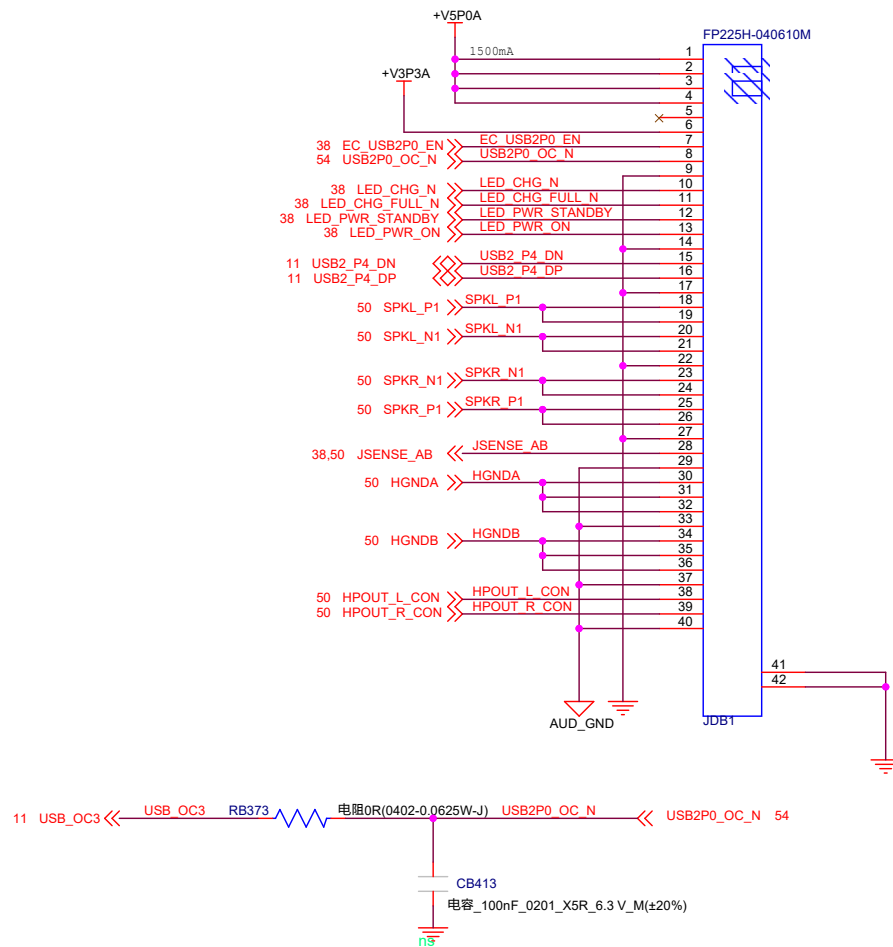 +V5P0A
FP225H-040610M
1500mA
1
2
+V3P3A
3
4
5
6
38 EC_USB2P0_EN EC_USB2P0_EN 7
54 USB2P0_OC_N USB2P0_OC_N 8
9
38 LED_CHG_N LED_CHG_N 10
38 LED_CHG_FULL_N LED_CHG_FULL_N 11
38 LED_PWR_STANDBY LED_PWR_STANDBY 12
38 LED_PWR_ON LED_PWR_ON 13
14
11 USB2_P4_DN USB2_P4_DN 15
11 USB2_P4_DP USB2_P4_DP 16
17
50 SPKL_P1 SPKL_P1 18
19
50 SPKL_N1 SPKL_N1 20
21
22
50 SPKR_N1 SPKR_N1 23
24
50 SPKR_P1 SPKR_P1 25
26
27
38,50 JSENSE_AB JSENSE_AB 28
29
50 HGNDA HGNDA 30
31
32
33
50 HGNDB HGNDB 34
35
36
37
50 HPOUT_L_CON HPOUT_L_CON 38
50 HPOUT_R_CON HPOUT_R_CON 39
40
41
42
AUD_GND
JDB1
11 USB_OC3 USB_OC3 RB373 电阻0R(0402-0.0625W-J) USB2P0_OC_N USB2P0_OC_N 54
CB413
电容_100nF_0201_X5R_6.3 V_M(±20%)
ns